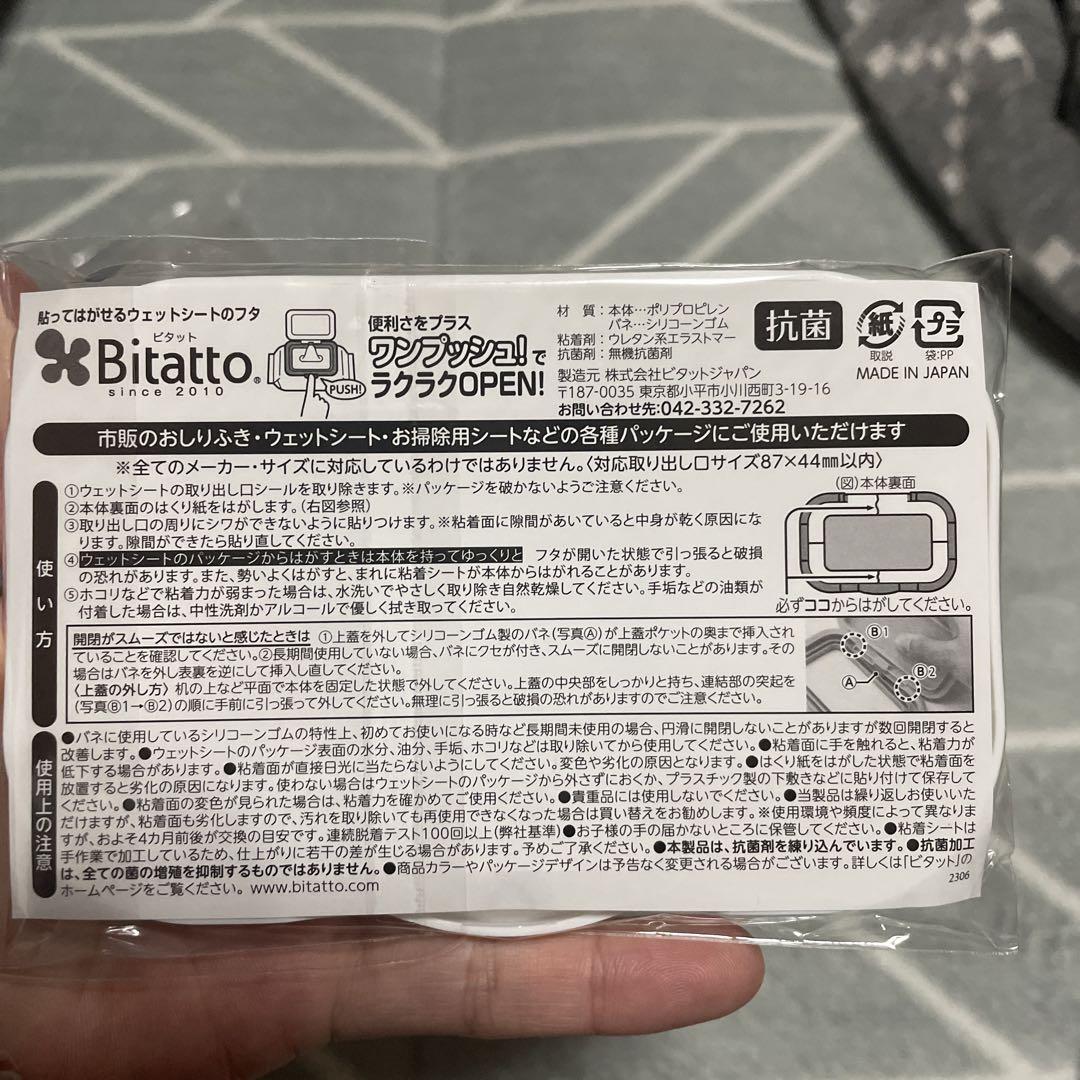 貼ってはがせるウェットシートのフタ
ビタット
Bitatto®
since 2010
PUSH!
便利さをプラス
ワンプッシュ!で
ラクラクOPEN!
材 質：本体…ポリプロピレン
バネ…シリコーンゴム
粘着剤：ウレタン系エラストマー
抗菌剤：無機抗菌剤
製造元 株式会社ビタットジャパン
〒187-0035 東京都小平市小川西町3-19-16
お問い合わせ先:042-332-7262
抗菌
紙
取説
プラ
袋:PP
MADE IN JAPAN
市販のおしりふき・ウェットシート・お掃除用シートなどの各種パッケージにご使用いただけます
※全てのメーカー・サイズに対応しているわけではありません。〈対応取り出し口サイズ87×44㎜以内〉
使い方
①ウェットシートの取り出し口シールを取り除きます。※パッケージを破かないようご注意ください。
②本体裏面のはくり紙をはがします。(右図参照)
③取り出し口の周りにシワができないように貼りつけます。※粘着面に隙間があいていると中身が乾く原因にな
ります。隙間ができたら貼り直してください。
④ウェットシートのパッケージからはがすときは本体を持ってゆっくりと フタが開いた状態で引っ張ると破損
の恐れがあります。また、勢いよくはがすと、まれに粘着シートが本体からはがれることがあります。
⑤ホコリなどで粘着力が弱まった場合は、水洗いでやさしく取り除き自然乾燥してください。手垢などの油類が
付着した場合は、中性洗剤かアルコールで優しく拭き取ってください。
(図)本体裏面
必ずココからはがしてください。
開閉がスムーズではないと感じたときは ①上蓋を外してシリコーンゴム製のバネ(写真Ⓐ)が上蓋ポケットの奥まで挿入され
ていることを確認してください。②長期間使用していない場合、バネにクセが付き、スムーズに開閉しないことがあります。その
場合はバネを外し表裏を逆にして挿入し直してください。
〈上蓋の外し方〉机の上など平面で本体を固定した状態で外してください。上蓋の中央部をしっかりと持ち、連結部の突起を
(写真Ⓑ1→Ⓑ2)の順に手前に引っ張って外してください。無理に引っ張ると破損の恐れがありますのでご注意ください。
Ⓑ1
Ⓐ
Ⓑ2
使用上の注意
●バネに使用しているシリコーンゴムの特性上、初めてお使いになる時など長期間未使用の場合、円滑に開閉しないことがありますが数回開閉すると
改善します。●ウェットシートのパッケージ表面の水分、油分、手垢、ホコリなどは取り除いてから使用してください。●粘着面に手を触れると、粘着力が
低下する場合があります。●粘着面が直接日光に当たらないようにしてください。変色や劣化の原因となります。●はくり紙をはがした状態で粘着面を
放置すると劣化の原因になります。使わない場合はウェットシートのパッケージから外さずにおくか、プラスチック製の下敷きなどに貼り付けて保存して
ください。●粘着面の変色が見られた場合は、粘着力を確かめてご使用ください。●貴重品には使用しないでください。●当製品は繰り返しお使いいた
だけますが、粘着面も劣化しますので、汚れを取り除いても再使用できなくなった場合は買い替えをお勧めします。※使用環境や頻度によって異なりま
すが、およそ4カ月前後が交換の目安です。連続脱着テスト100回以上(弊社基準)●お子様の手の届かないところに保管してください。●粘着シートは
手作業で加工しているため、仕上がりに若干の差が生じる場合があります。予めご了承ください。●本製品は、抗菌剤を練り込んでいます。●抗菌加工
は、全ての菌の増殖を抑制するものではありません。●商品カラーやパッケージデザインは予告なく変更される場合がございます。詳しくは「ビタット」の
ホームページをご覧ください。 www.bitatto.com
2306